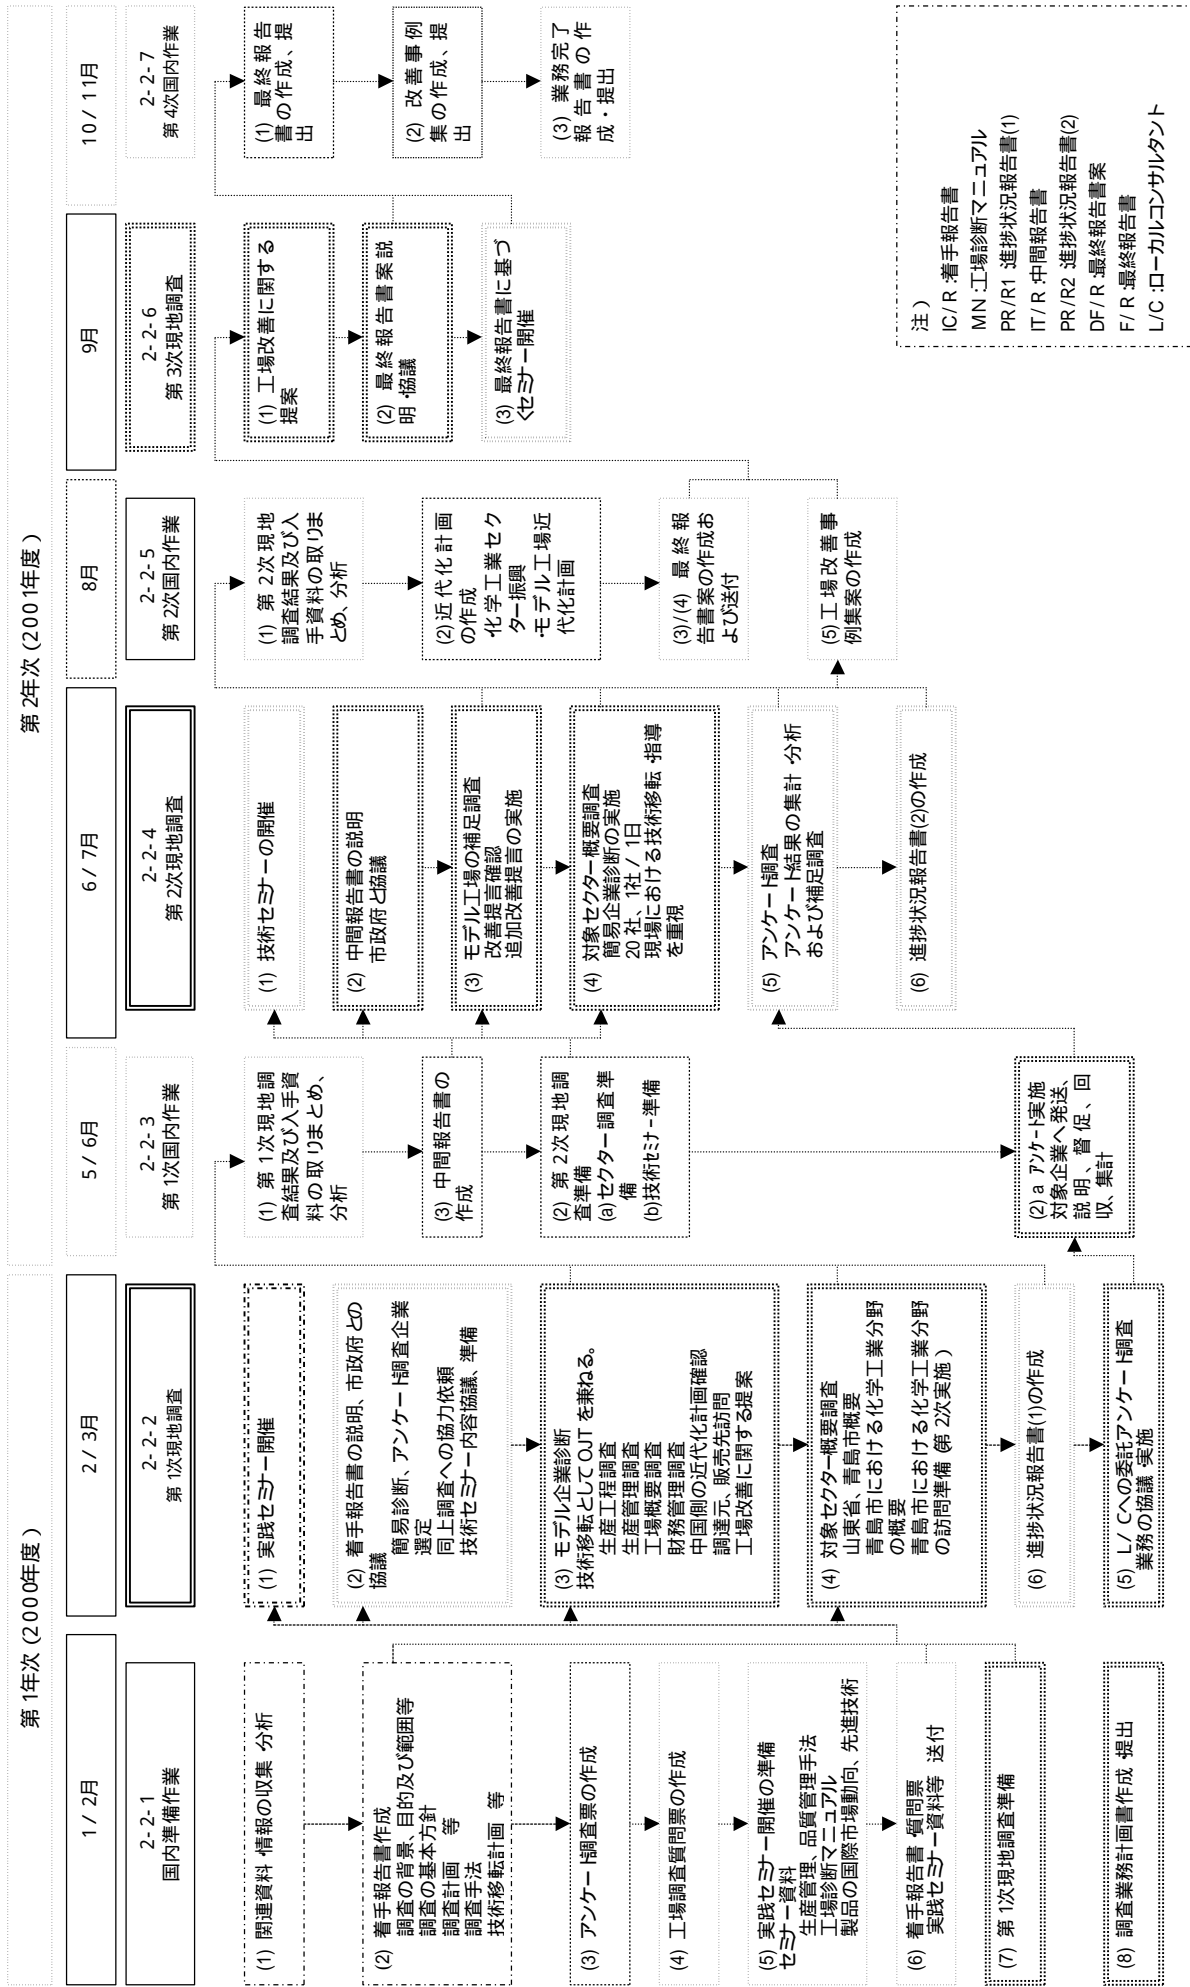 第1年次(2000年度)
第2年次(2001年度)
1/2月
2/3月
5/6月
6/7月
8月
9月
10/11月
2-2-1
国内準備作業
(1) 関連資料・情報の収集・分析
(2) 着手報告書作成
調査の背景、目的及び範囲等
調査の基本方針
調査計画 等
調査手法
技術移転計画 等
(3) アンケート調査票の作成
(4) 工場調査質問票の作成
(5) 実践セミナー開催の準備
セミナー資料
生産管理、品質管理手法
工場診断マニュアル
製品の国際市場動向、先進技術
(6) 着手報告書・質問票
実践セミナー資料等 送付
(7) 第1次現地調査準備
(8) 調査業務計画書作成・提出
2-2-2
第1次現地調査
(1) 実践セミナー開催
(2) 着手報告書の説明、市政府との
協議
簡易診断、アンケート調査企業
選定
同上調査への協力依頼
技術セミナー内容協議、準備
(3) モデル企業診断
技術移転としてOJTを兼ねる。
生産工程調査
生産管理調査
工場概要調査
財務管理調査
中国側の近代化計画確認
調達元、販売先訪問
工場改善に関する提案
(4) 対象セクター概要調査
山東省、青島市概要
青島市における化学工業分野
の概要
青島市における化学工業分野
の訪問準備(第2次実施)
(6) 進捗状況報告書(1)の作成
(5) L/Cへの委託アンケート調査
業務の協議・実施
2-2-3
第1次国内作業
(1) 第1次現地調
査結果及び入手資
料の取りまとめ、
分析
(3) 中間報告書の
作成
(2) 第2次現地調
査準備
(a)セクター調査準
備
(b)技術セミナー準備
(2) a アンケート実施
対象企業へ発送、
説明、督促、回
収、集計
2-2-4
第2次現地調査
(1) 技術セミナーの開催
(2) 中間報告書の説明
市政府と協議
(3) モデル工場の補足調査
改善提言確認
追加改善提言の実施
(4) 対象セクター概要調査
簡易企業診断の実施
20社、1社/1日
現場における技術移転・指導
を重視
(5) アンケート調査
アンケート結果の集計・分析
および補足調査
(6) 進捗状況報告書(2)の作成
2-2-5
第2次国内作業
(1) 第2次現地
調査結果及び入
手資料の取りま
とめ、分析
(2)近代化計画
の作成
・化学工業セク
ター振興
・モデル工場近
代化計画
(3)/(4) 最終報
告書案の作成お
よび送付
(5)工場改善事
例集案の作成
2-2-6
第3次現地調査
(1) 工場改善に関する
提案
(2) 最終報告書案説
明・協議
(3) 最終報告書に基づ
くセミナー開催
2-2-7
第4次国内作業
(1) 最終報告
書の作成、提
出
(2) 改善事例
集の作成、提
出
(3) 業務完了
報告書の作
成・提出
注)
IC/R:着手報告書
MN:工場診断マニュアル
PR/R1:進捗状況報告書(1)
IT/R:中間報告書
PR/R2:進捗状況報告書(2)
DF/R:最終報告書案
F/R:最終報告書
L/C:ローカルコンサルタント